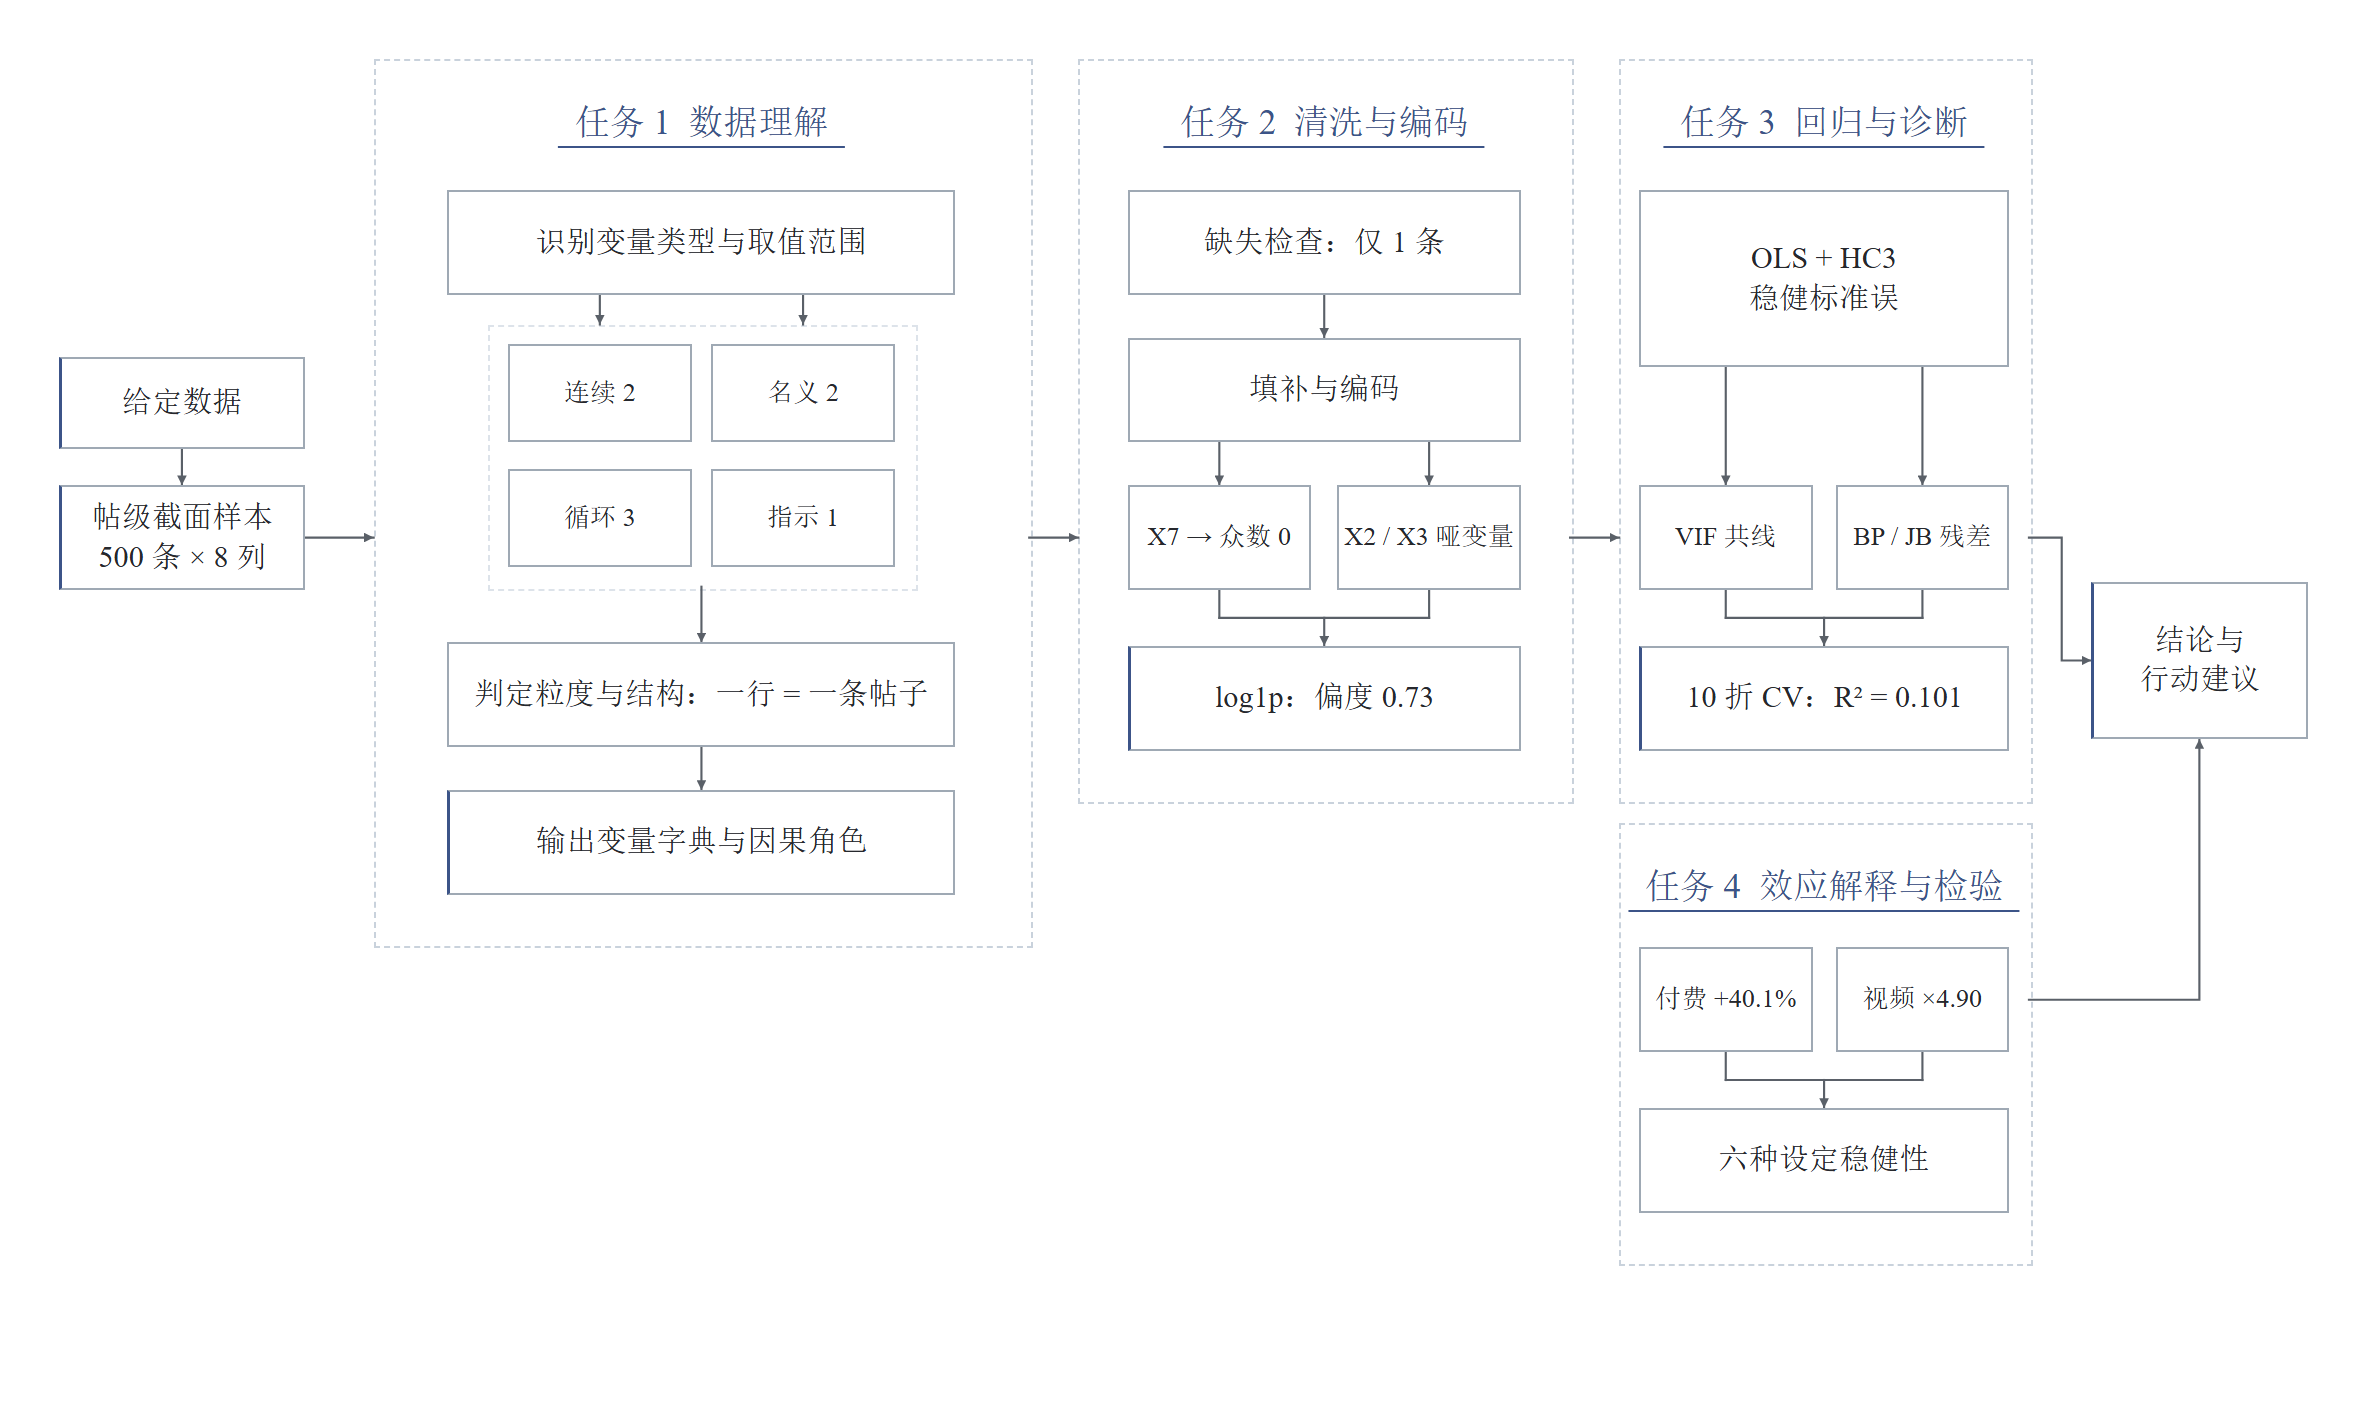 给定数据
帖级截面样本
500 条 × 8 列
任务 1 数据理解
识别变量类型与取值范围
连续 2
名义 2
循环 3
指示 1
判定粒度与结构：一行 = 一条帖子
输出变量字典与因果角色
任务 2 清洗与编码
缺失检查：仅 1 条
填补与编码
X7 → 众数 0
X2 / X3 哑变量
log1p：偏度 0.73
任务 3 回归与诊断
OLS + HC3
稳健标准误
VIF 共线
BP / JB 残差
10 折 CV：R² = 0.101
任务 4 效应解释与检验
付费 +40.1%
视频 ×4.90
六种设定稳健性
结论与
行动建议